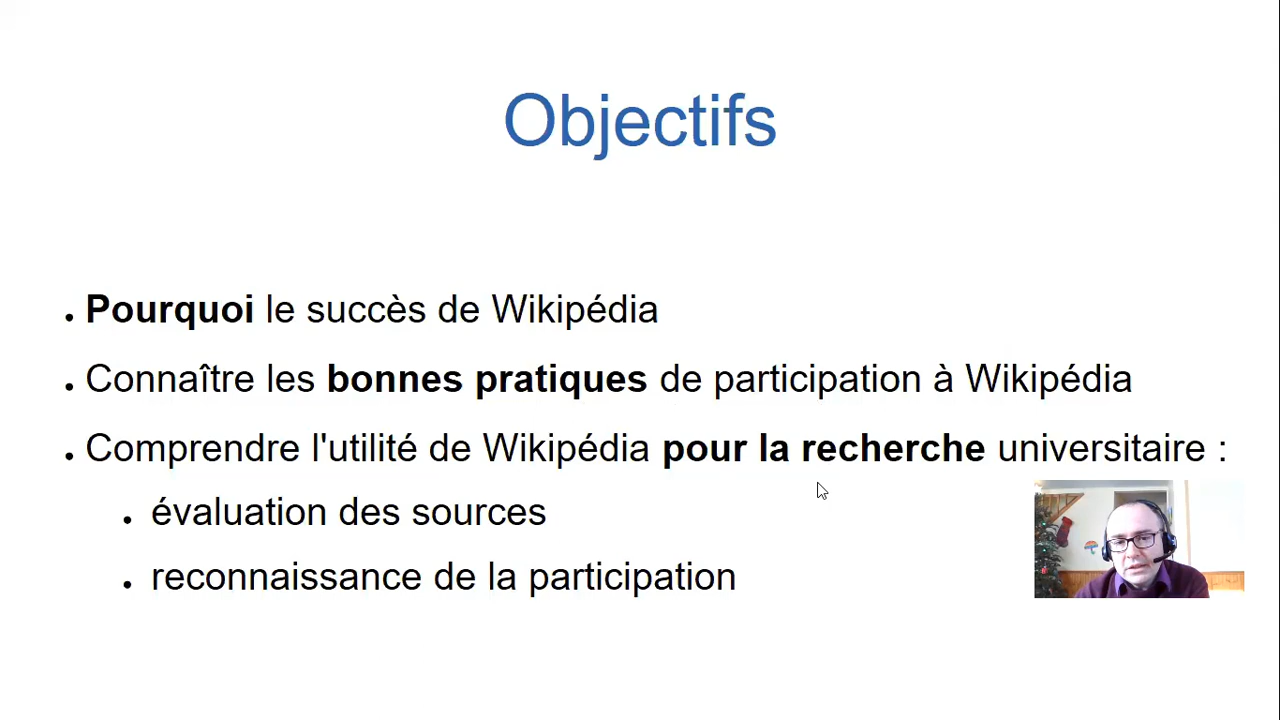 Objectifs
Pourquoi le succès de Wikipédia
Connaître les bonnes pratiques de participation à Wikipédia
Comprendre l'utilité de Wikipédia pour la recherche universitaire :
évaluation des sources
reconnaissance de la participation